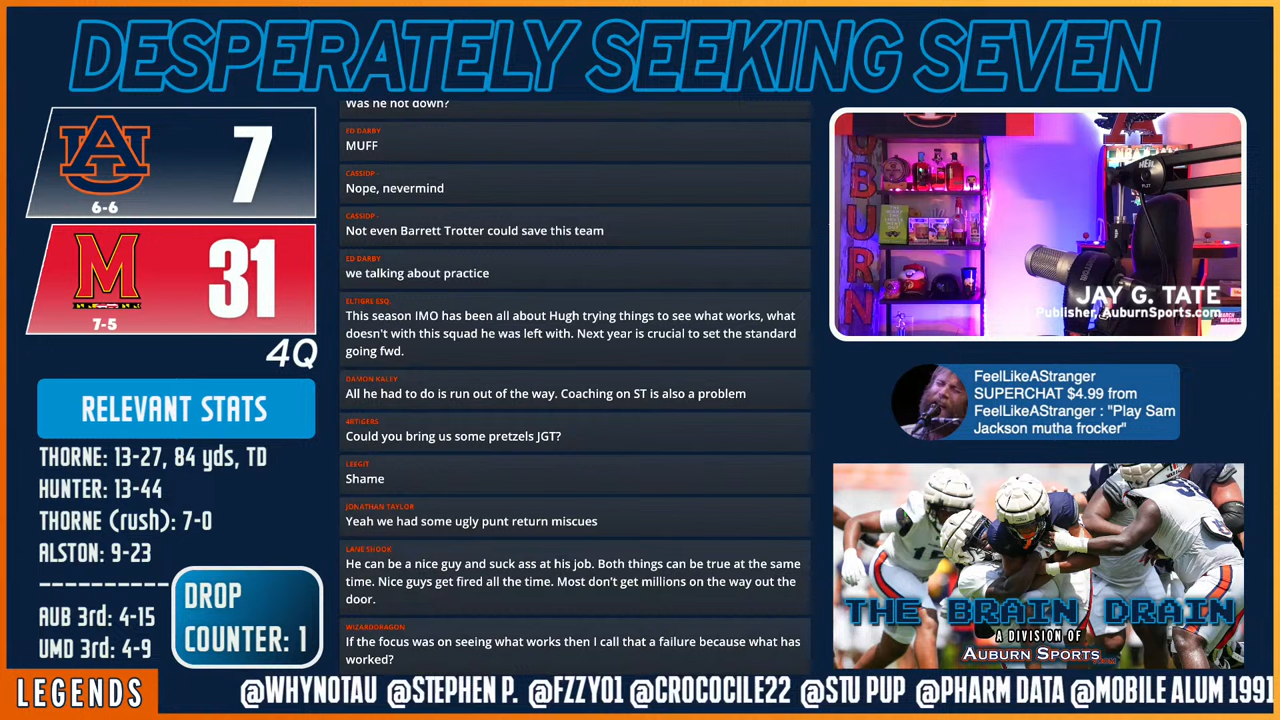 DESPERATELY SEEKING SEVEN
7
6-6
M
31
7-5
4Q
RELEVANT STATS
THORNE: 13-27, 84 yds, TD
HUNTER: 13-44
THORNE (rush): 7-0
ALSTON: 9-23
AUB 3rd: 4-15
UMD 3rd: 4-9
DROP
COUNTER: 1
Was he not down?
ED DARBY
MUFF
CASSIDP -
Nope, nevermind
CASSIDP -
Not even Barrett Trotter could save this team
ED DARBY
we talking about practice
ELTIGRE ESQ.
This season IMO has been all about Hugh trying things to see what works, what
doesn't with this squad he was left with. Next year is crucial to set the standard
going fwd.
DAMON KALEY
All he had to do is run out of the way. Coaching on ST is also a problem
4BTIGERS
Could you bring us some pretzels JGT?
LEEGIT
Shame
JONATHAN TAYLOR
Yeah we had some ugly punt return miscues
LANE SHOOK
He can be a nice guy and suck ass at his job. Both things can be true at the same
time. Nice guys get fired all the time. Most don't get millions on the way out the
door.
WIZARDDRAGON
If the focus was on seeing what works then I call that a failure because what has
worked?
UBURN
JAY G. TATE
Publisher, AuburnSports.com
FeelLikeAStranger
SUPERCHAT $4.99 from
FeelLikeAStranger : "Play Sam
Jackson mutha frocker"
THE BRAIN DRAIN
A DIVISION OF
AUBURN SPORTS
.COM
LEGENDS
@WHYNOTAU @STEPHEN P. @FZZY01 @CROCOCILE22 @STU PUP @PHARM DATA @MOBILE ALUM 1991